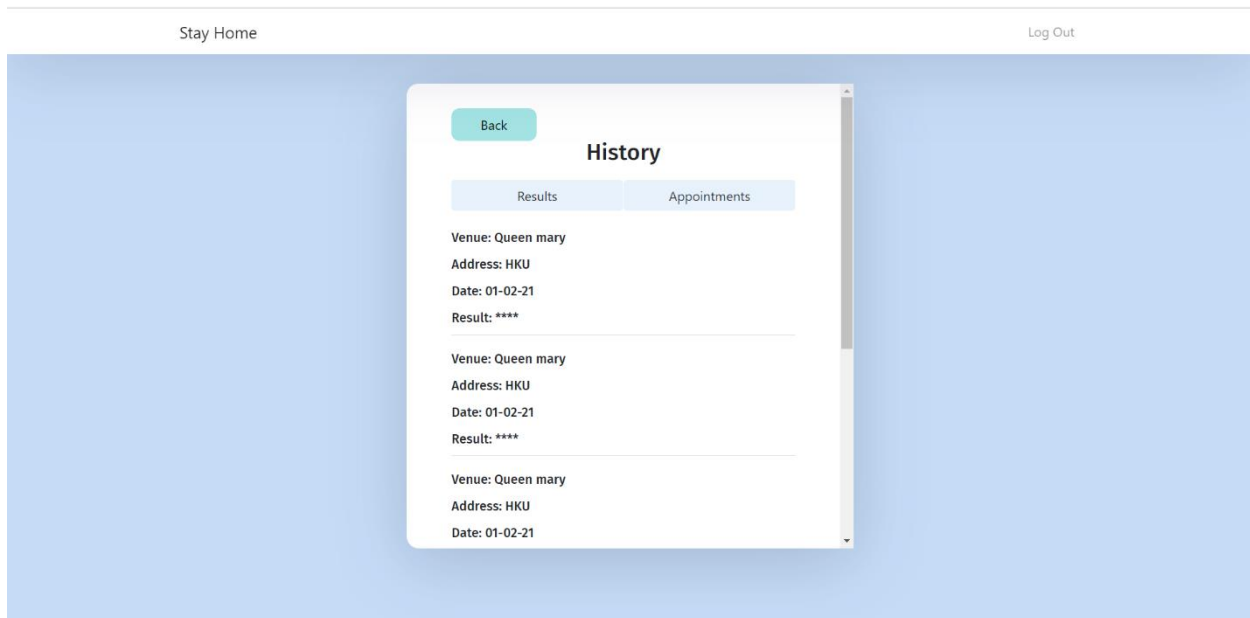 Stay Home
Log Out
Back
History
Results
Appointments
Venue: Queen mary
Address: HKU
Date: 01-02-21
Result: ****
Venue: Queen mary
Address: HKU
Date: 01-02-21
Result: ****
Venue: Queen mary
Address: HKU
Date: 01-02-21